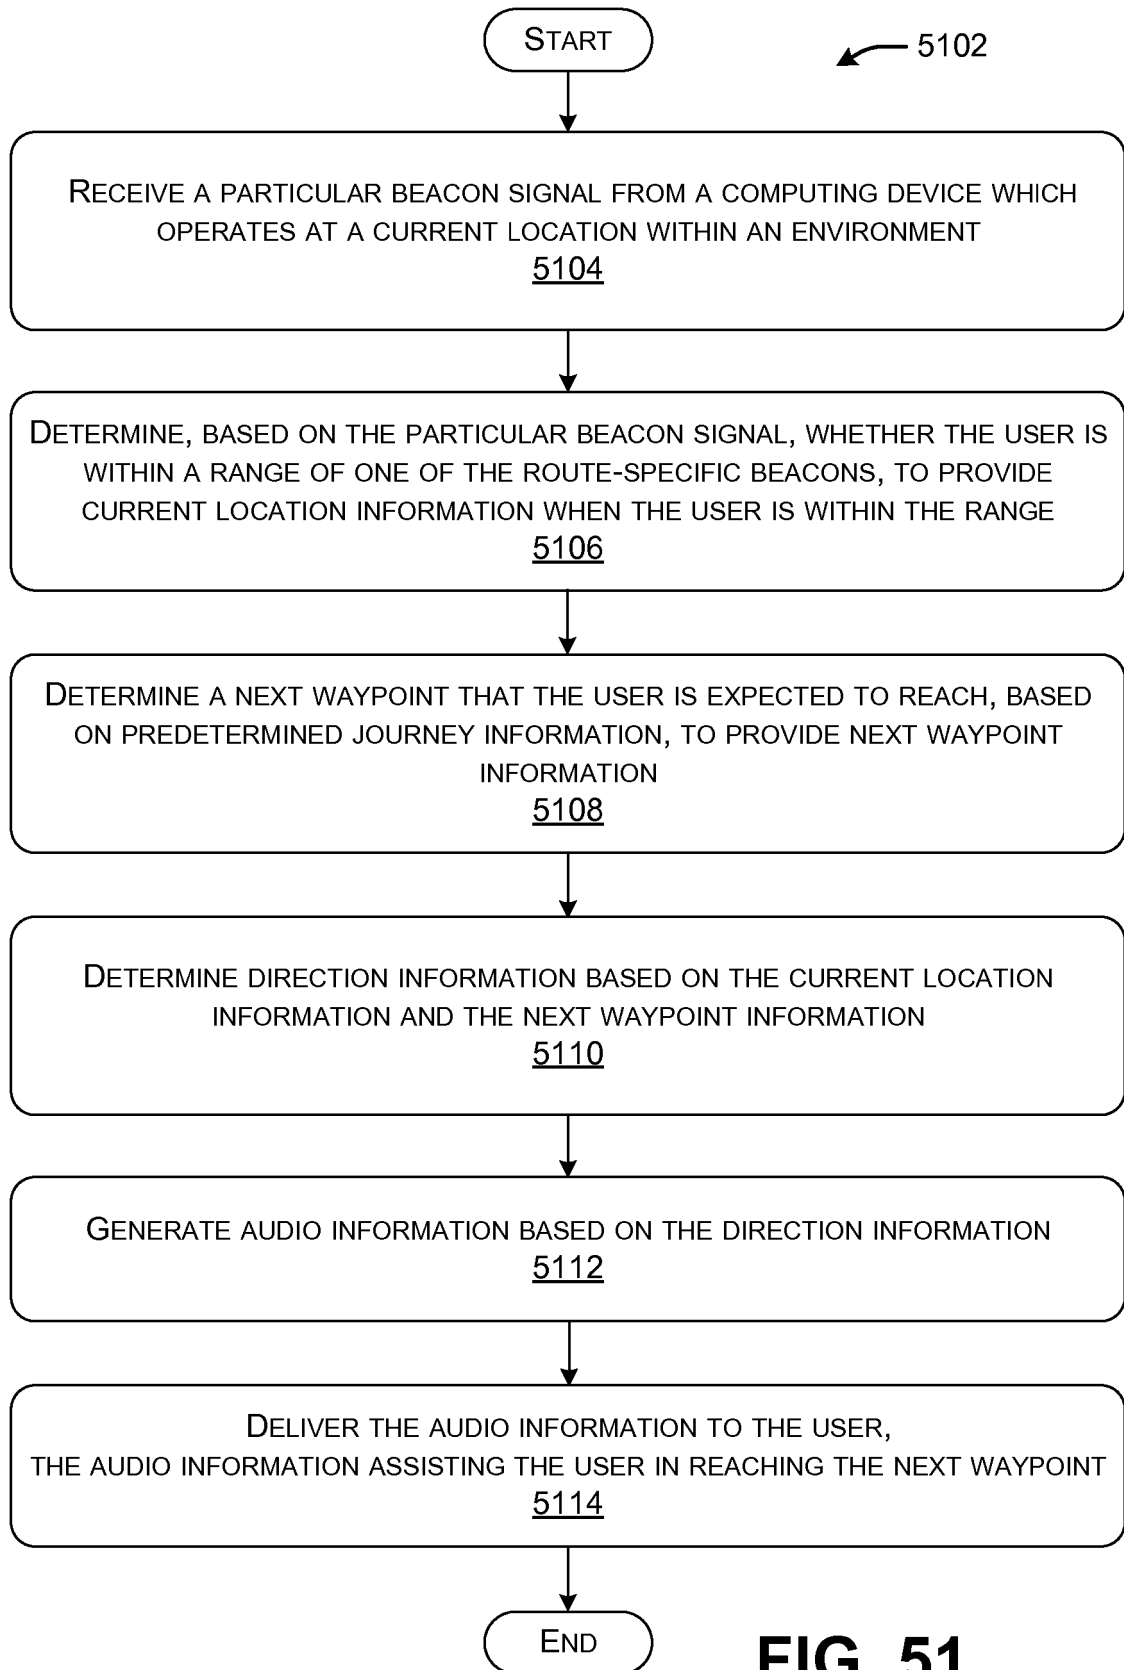 START
5102
RECEIVE A PARTICULAR BEACON SIGNAL FROM A COMPUTING DEVICE WHICH
OPERATES AT A CURRENT LOCATION WITHIN AN ENVIRONMENT
5104
DETERMINE, BASED ON THE PARTICULAR BEACON SIGNAL, WHETHER THE USER IS
WITHIN A RANGE OF ONE OF THE ROUTE-SPECIFIC BEACONS, TO PROVIDE
CURRENT LOCATION INFORMATION WHEN THE USER IS WITHIN THE RANGE
5106
DETERMINE A NEXT WAYPOINT THAT THE USER IS EXPECTED TO REACH, BASED
ON PREDETERMINED JOURNEY INFORMATION, TO PROVIDE NEXT WAYPOINT
INFORMATION
5108
DETERMINE DIRECTION INFORMATION BASED ON THE CURRENT LOCATION
INFORMATION AND THE NEXT WAYPOINT INFORMATION
5110
GENERATE AUDIO INFORMATION BASED ON THE DIRECTION INFORMATION
5112
DELIVER THE AUDIO INFORMATION TO THE USER,
THE AUDIO INFORMATION ASSISTING THE USER IN REACHING THE NEXT WAYPOINT
5114
END
FIG. 51